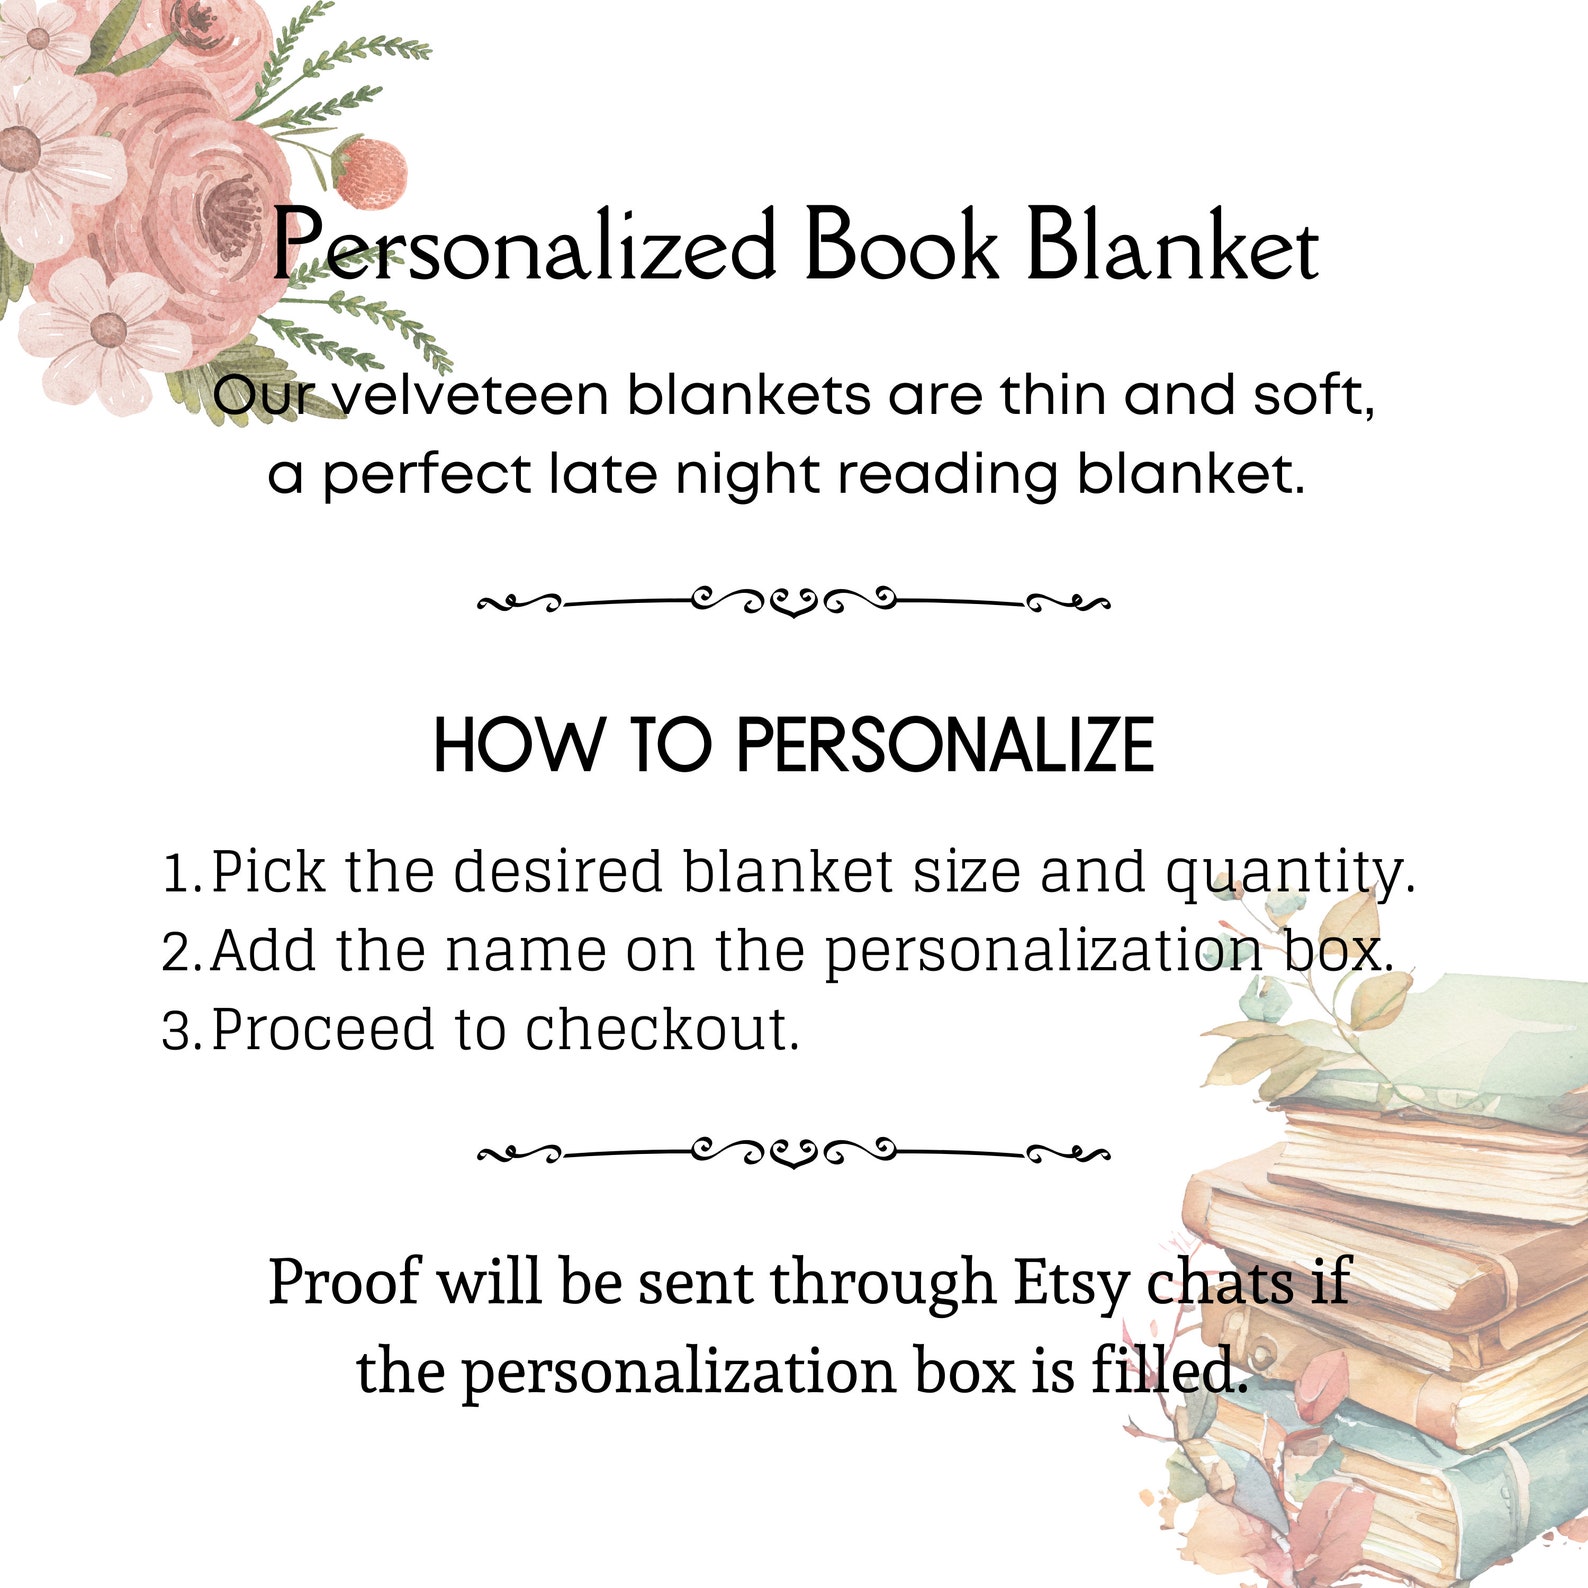 Personalized Book Blanket
Our velveteen blankets are thin and soft,
a perfect late night reading blanket.
HOW TO PERSONALIZE
1. Pick the desired blanket size and quantity.
2. Add the name on the personalization box.
3. Proceed to checkout.
Proof will be sent through Etsy chats if
the personalization box is filled.